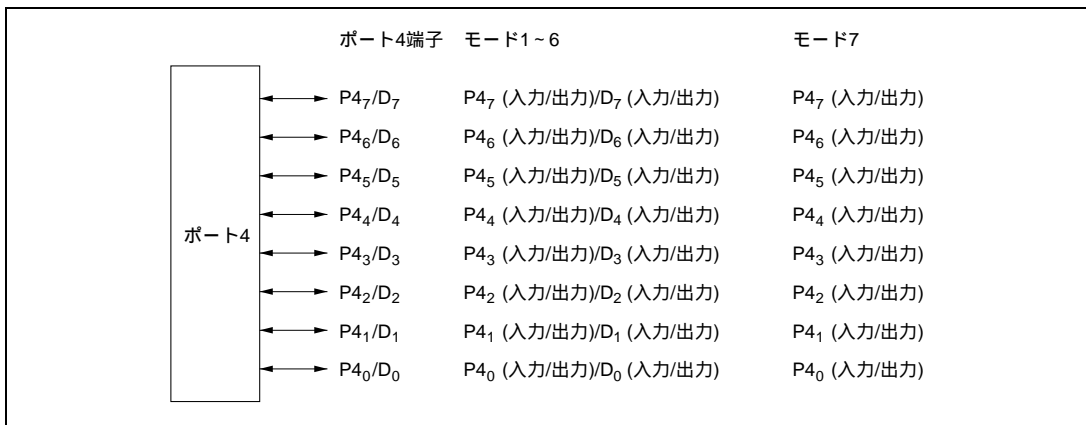 ポート4端子 モード1~6 モード7
P4₇/D₇ P4₇ (入力/出力)/D₇ (入力/出力) P4₇ (入力/出力)
P4₆/D₆ P4₆ (入力/出力)/D₆ (入力/出力) P4₆ (入力/出力)
P4₅/D₅ P4₅ (入力/出力)/D₅ (入力/出力) P4₅ (入力/出力)
P4₄/D₄ P4₄ (入力/出力)/D₄ (入力/出力) P4₄ (入力/出力)
ポート4
P4₃/D₃ P4₃ (入力/出力)/D₃ (入力/出力) P4₃ (入力/出力)
P4₂/D₂ P4₂ (入力/出力)/D₂ (入力/出力) P4₂ (入力/出力)
P4₁/D₁ P4₁ (入力/出力)/D₁ (入力/出力) P4₁ (入力/出力)
P4₀/D₀ P4₀ (入力/出力)/D₀ (入力/出力) P4₀ (入力/出力)